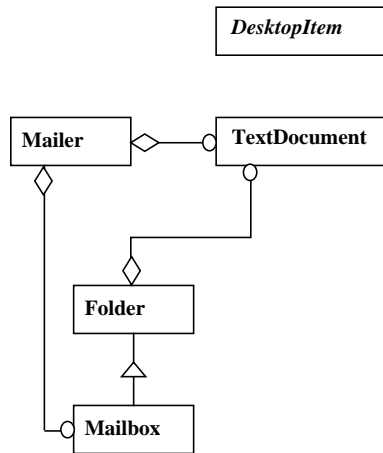 DesktopItem
Mailer
TextDocument
Folder
Mailbox